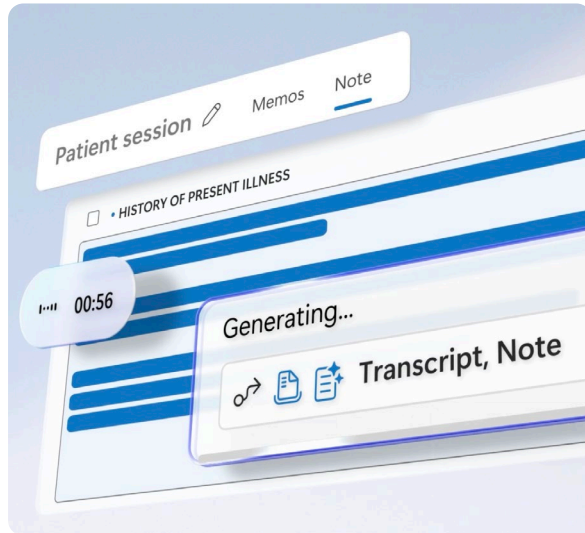 Patient session Memos Note
• HISTORY OF PRESENT ILLNESS
00:56
Generating...
Transcript, Note